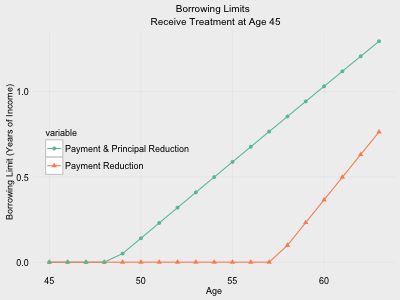 Borrowing Limits
Receive Treatment at Age 45
Borrowing Limit (Years of Income)
1.0
0.5
0.0
variable
Payment & Principal Reduction
Payment Reduction
45 50 55 60
Age